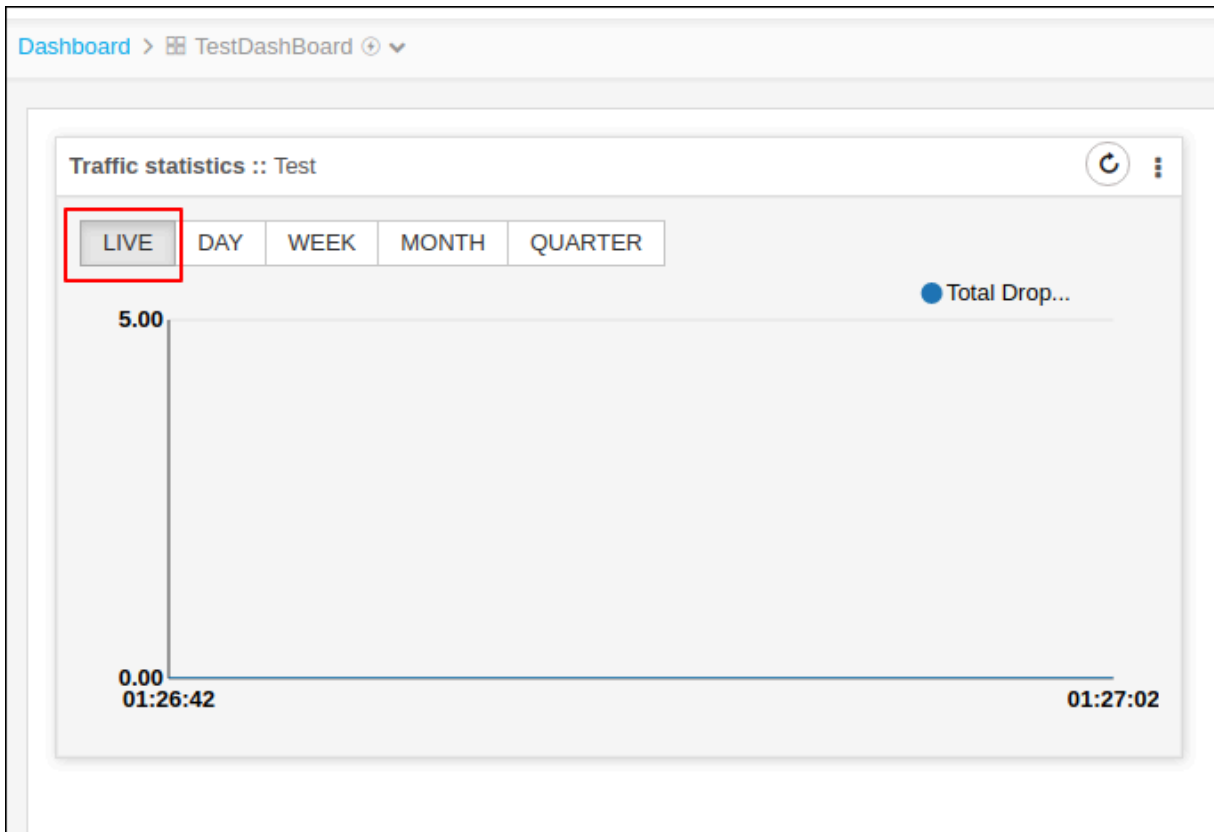 Dashboard > TestDashBoard
Traffic statistics :: Test
LIVE DAY WEEK MONTH QUARTER
Total Drop...
5.00
0.00
01:26:42 01:27:02